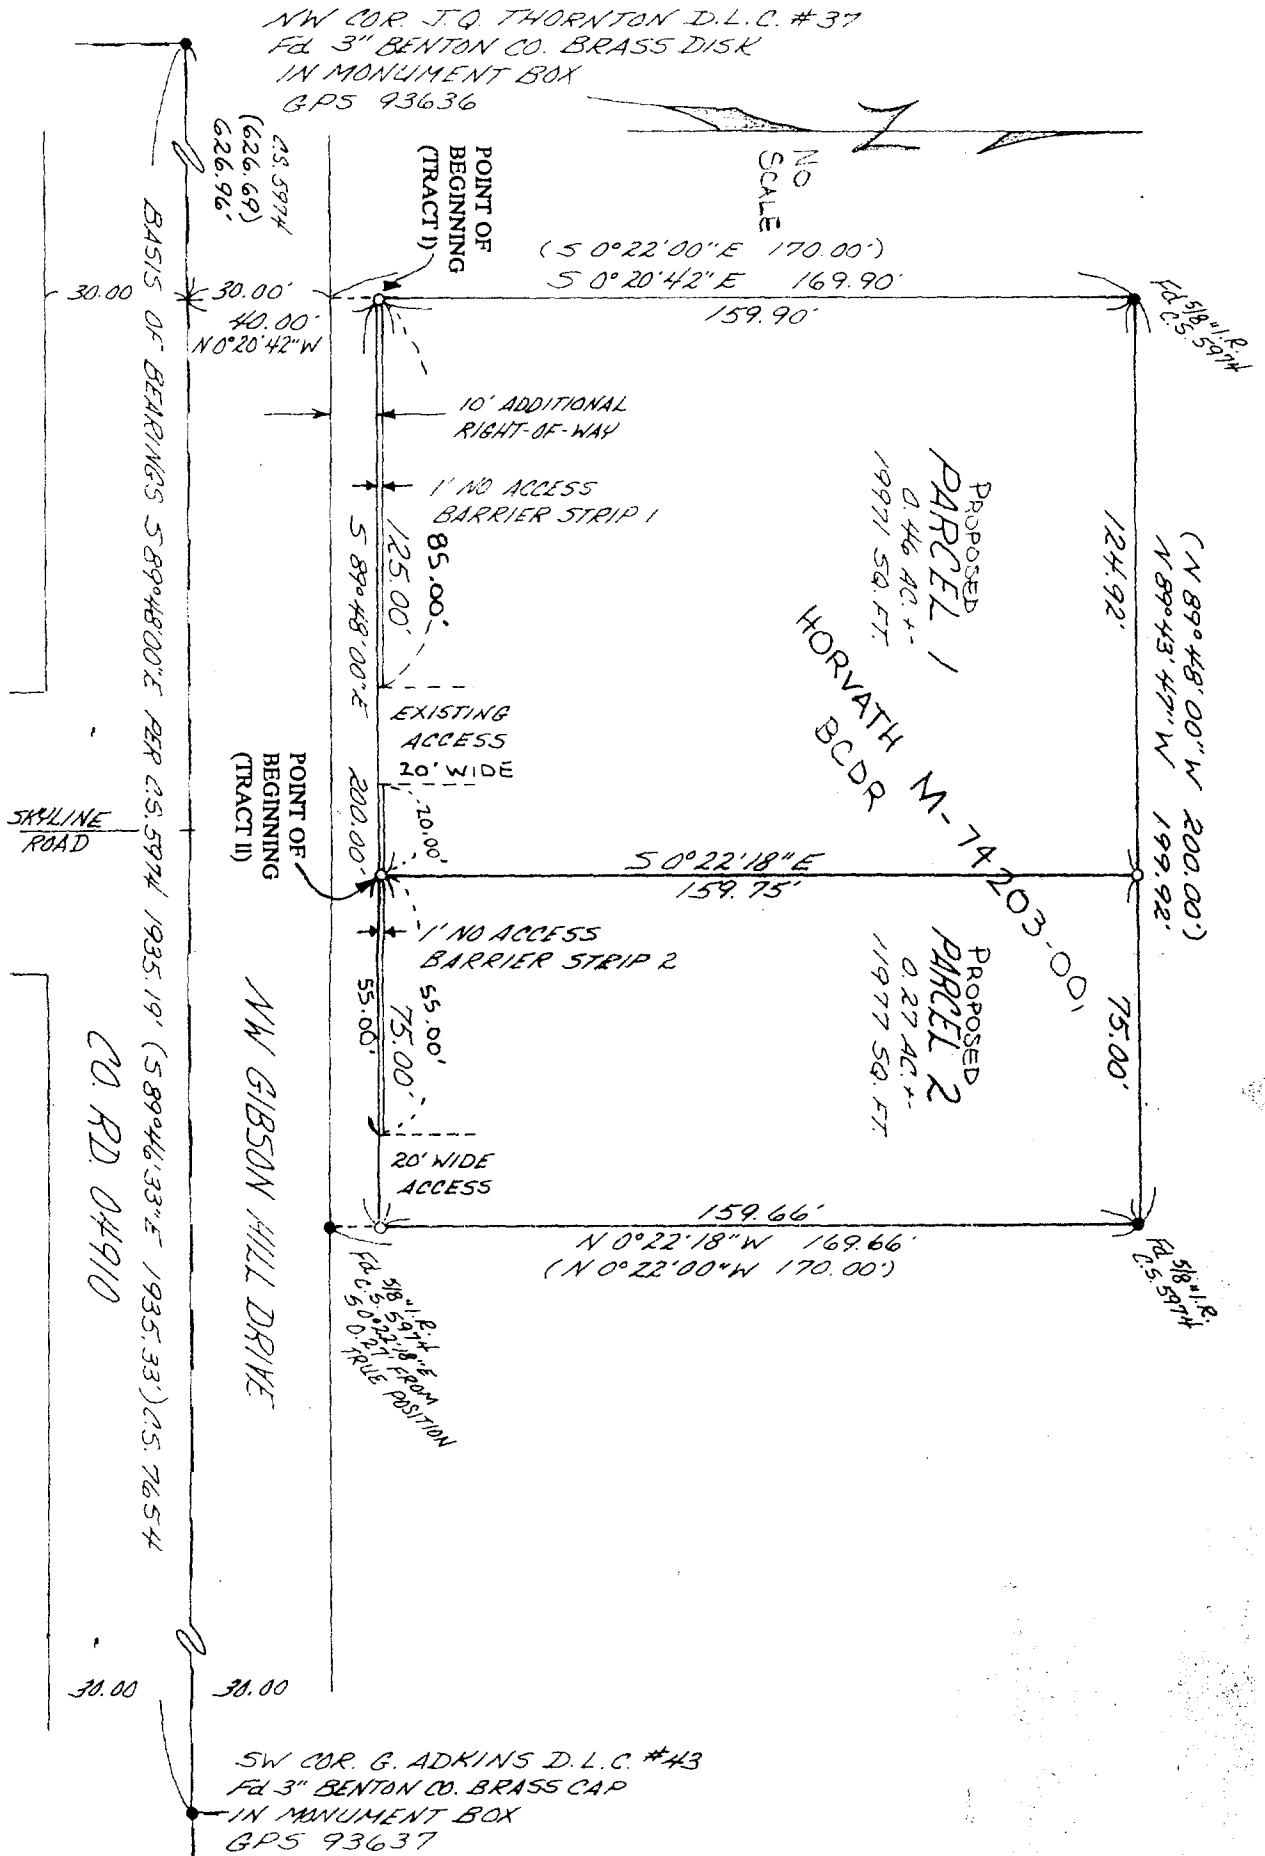 NW COR. J.Q. THORNTON D.L.C. #37
Fd. 3" BENTON CO. BRASS DISK
IN MONUMENT BOX
GPS 93636
NO
SCALE
C.S. 5974
(626.69)
626.96'
POINT OF
BEGINNING
(TRACT I)
(S 0°22'00"E 170.00')
S 0°20'42"E 169.90'
159.90'
Fd. 5/8" I.R.
C.S. 5974
30.00
30.00'
40.00'
N 0°20'42"W
10' ADDITIONAL
RIGHT-OF-WAY
1' NO ACCESS
BARRIER STRIP 1
85.00'
125.00'
S 89°48'00"E 200.00'
PROPOSED
PARCEL 1
0.46 AC.+-
19971 SQ. FT.
124.92'
(N 89°48'00"W 200.00')
N 89°43'47"W 199.92'
HORVATH M-74203-001
BCDR
EXISTING
ACCESS
20' WIDE
20.00'
POINT OF
BEGINNING
(TRACT II)
SKYLINE
ROAD
S 0°22'18"E
159.75'
1' NO ACCESS
BARRIER STRIP 2
55.00'
75.00'
55.00'
PROPOSED
PARCEL 2
0.27 AC.+-
11977 SQ. FT.
75.00'
20' WIDE
ACCESS
159.66'
N 0°22'18"W 169.66'
(N 0°22'00"W 170.00')
Fd. 5/8" I.R.
C.S. 5974
S 0°22'18"E
0.27' FROM
TRUE POSITION
Fd. 5/8" I.R.
C.S. 5974
BASIS OF BEARINGS S 89°48'00"E PER C.S. 5974 1935.19' (S 89°46'33"E 1935.33') C.S. 7654
NW GIBSON HILL DRIVE
CO. RD. 04910
30.00
30.00
SW COR. G. ADKINS D.L.C. #43
Fd 3" BENTON CO. BRASS CAP
IN MONUMENT BOX
GPS 93637